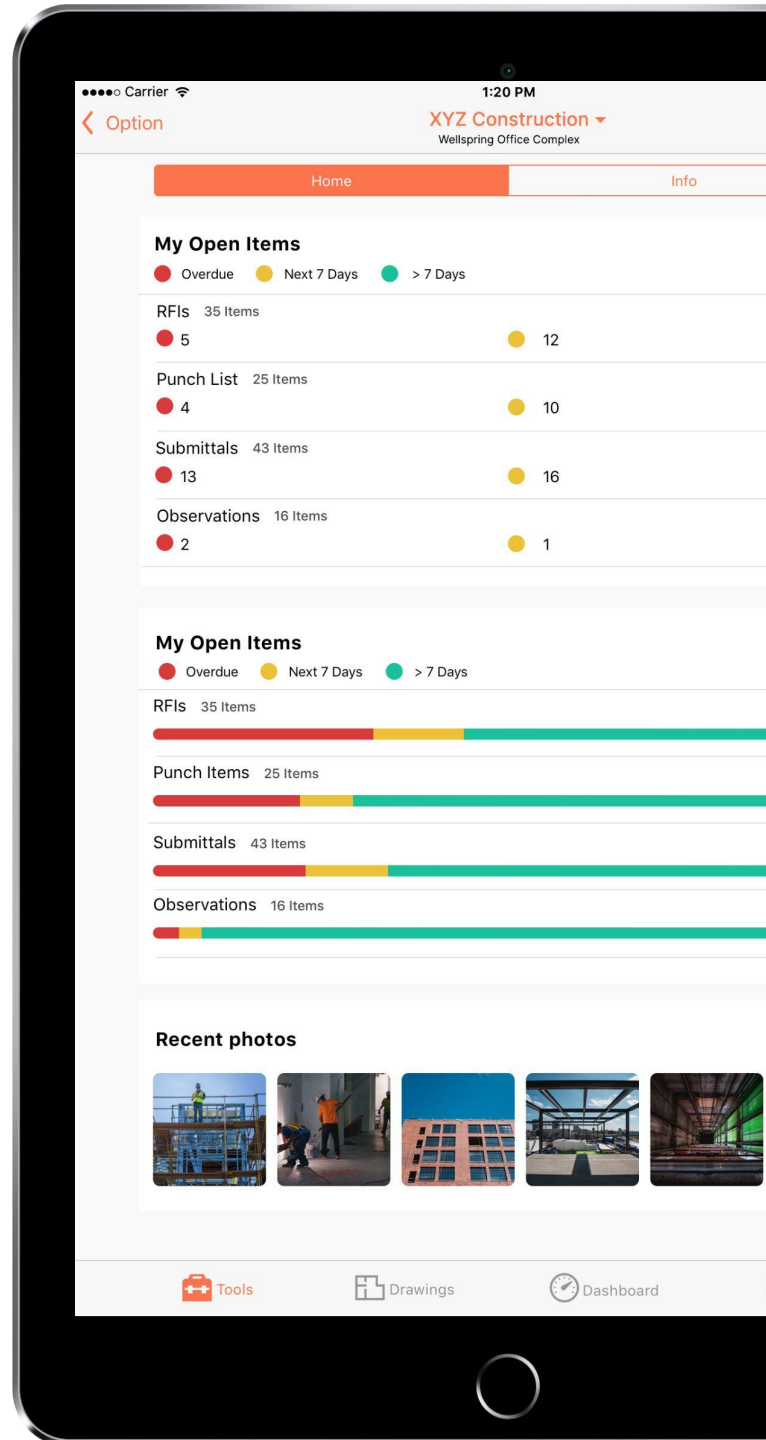 Carrier 1:20 PM
Option XYZ Construction
Wellspring Office Complex
Home Info
My Open Items
Overdue Next 7 Days > 7 Days
RFIs 35 Items
5 12
Punch List 25 Items
4 10
Submittals 43 Items
13 16
Observations 16 Items
2 1
My Open Items
Overdue Next 7 Days > 7 Days
RFIs 35 Items
Punch Items 25 Items
Submittals 43 Items
Observations 16 Items
Recent photos
Tools Drawings Dashboard